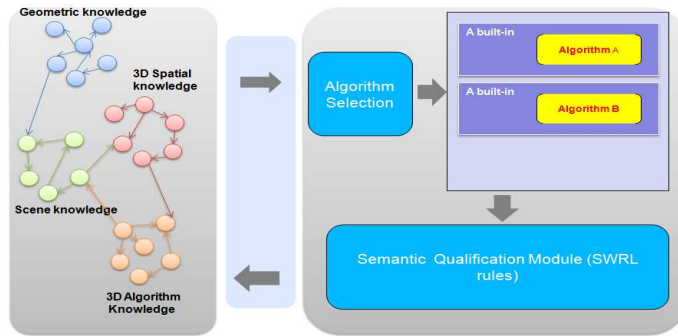 Geometric knowledge
3D Spatial
knowledge
Scene knowledge
3D Algorithm
Knowledge
Algorithm
Selection
A built-in
Algorithm A
A built-in
Algorithm B
Semantic Qualification Module (SWRL
rules)